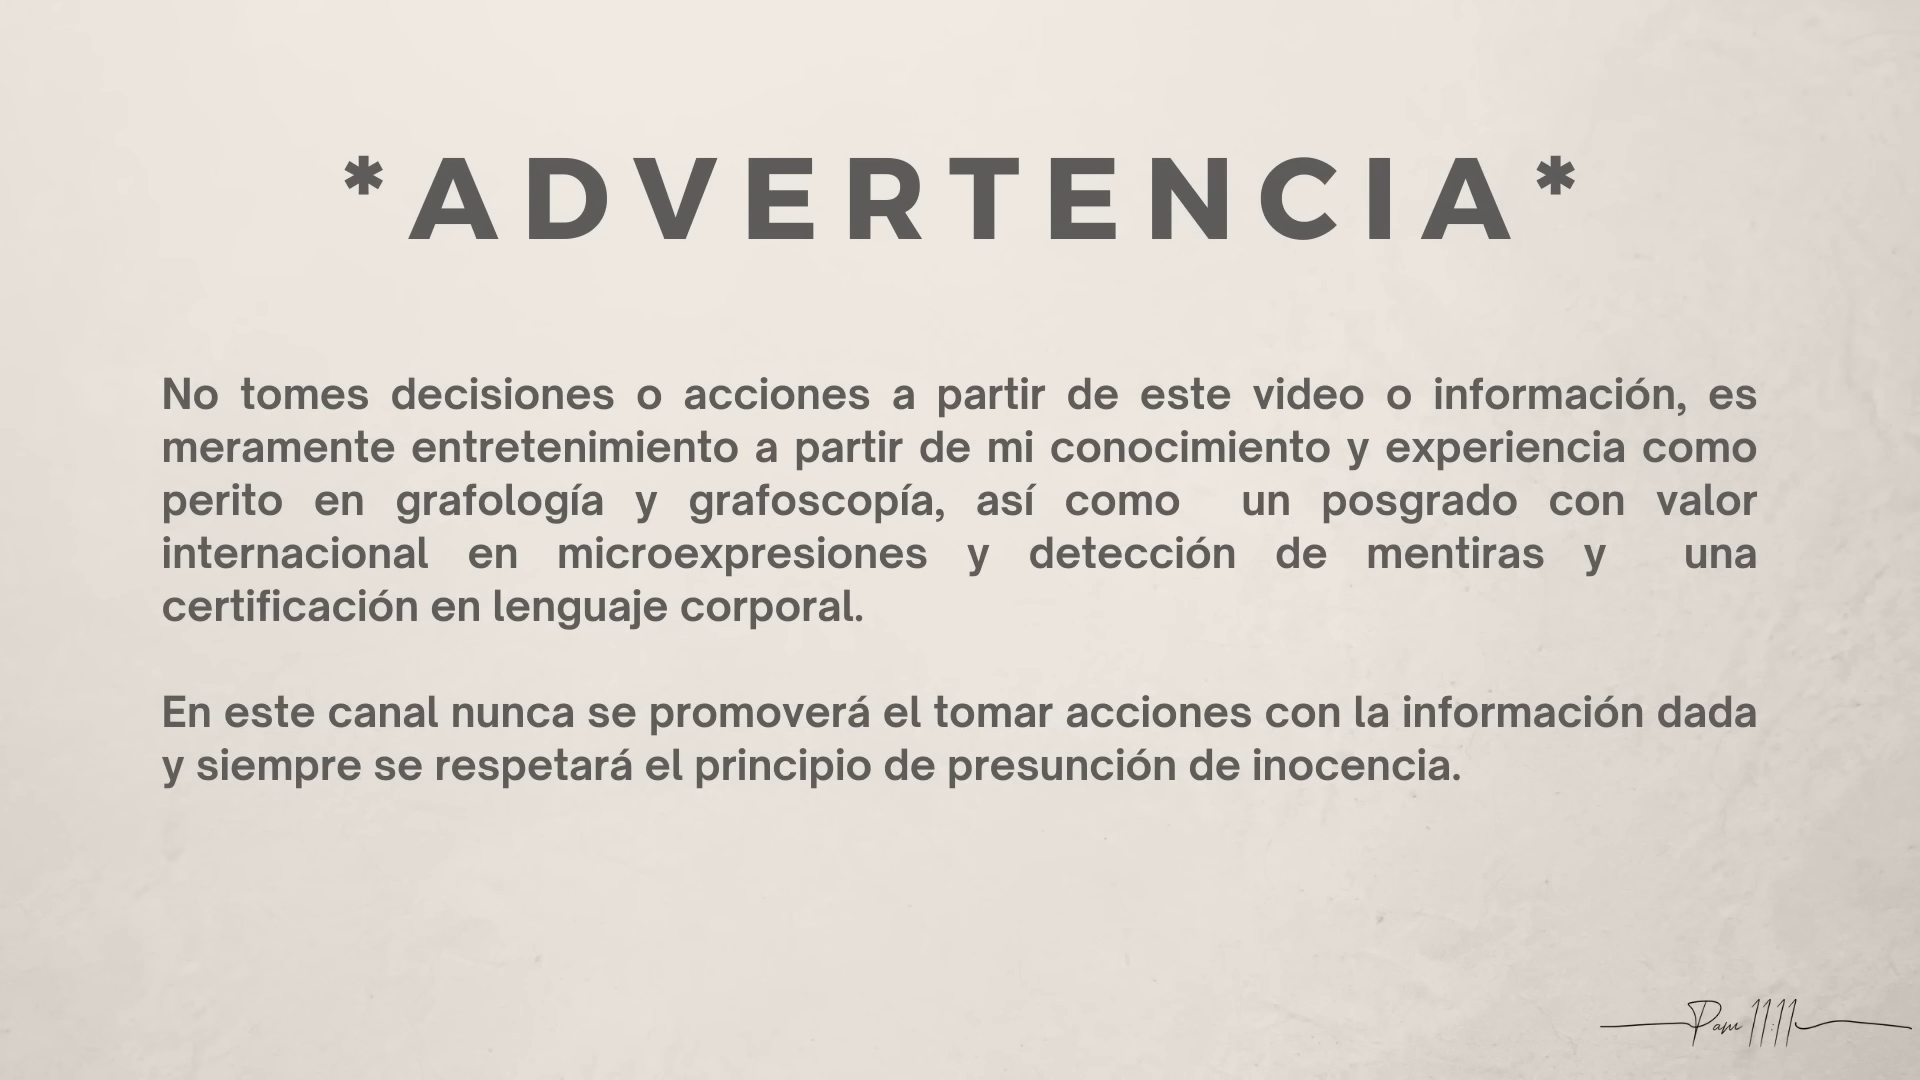 *ADVERTENCIA*
No tomes decisiones o acciones a partir de este video o información, es
meramente entretenimiento a partir de mi conocimiento y experiencia como
perito en grafología y grafoscopía, así como un posgrado con valor
internacional en microexpresiones y detección de mentiras y una
certificación en lenguaje corporal.
En este canal nunca se promoverá el tomar acciones con la información dada
y siempre se respetará el principio de presunción de inocencia.
Pam 11:11